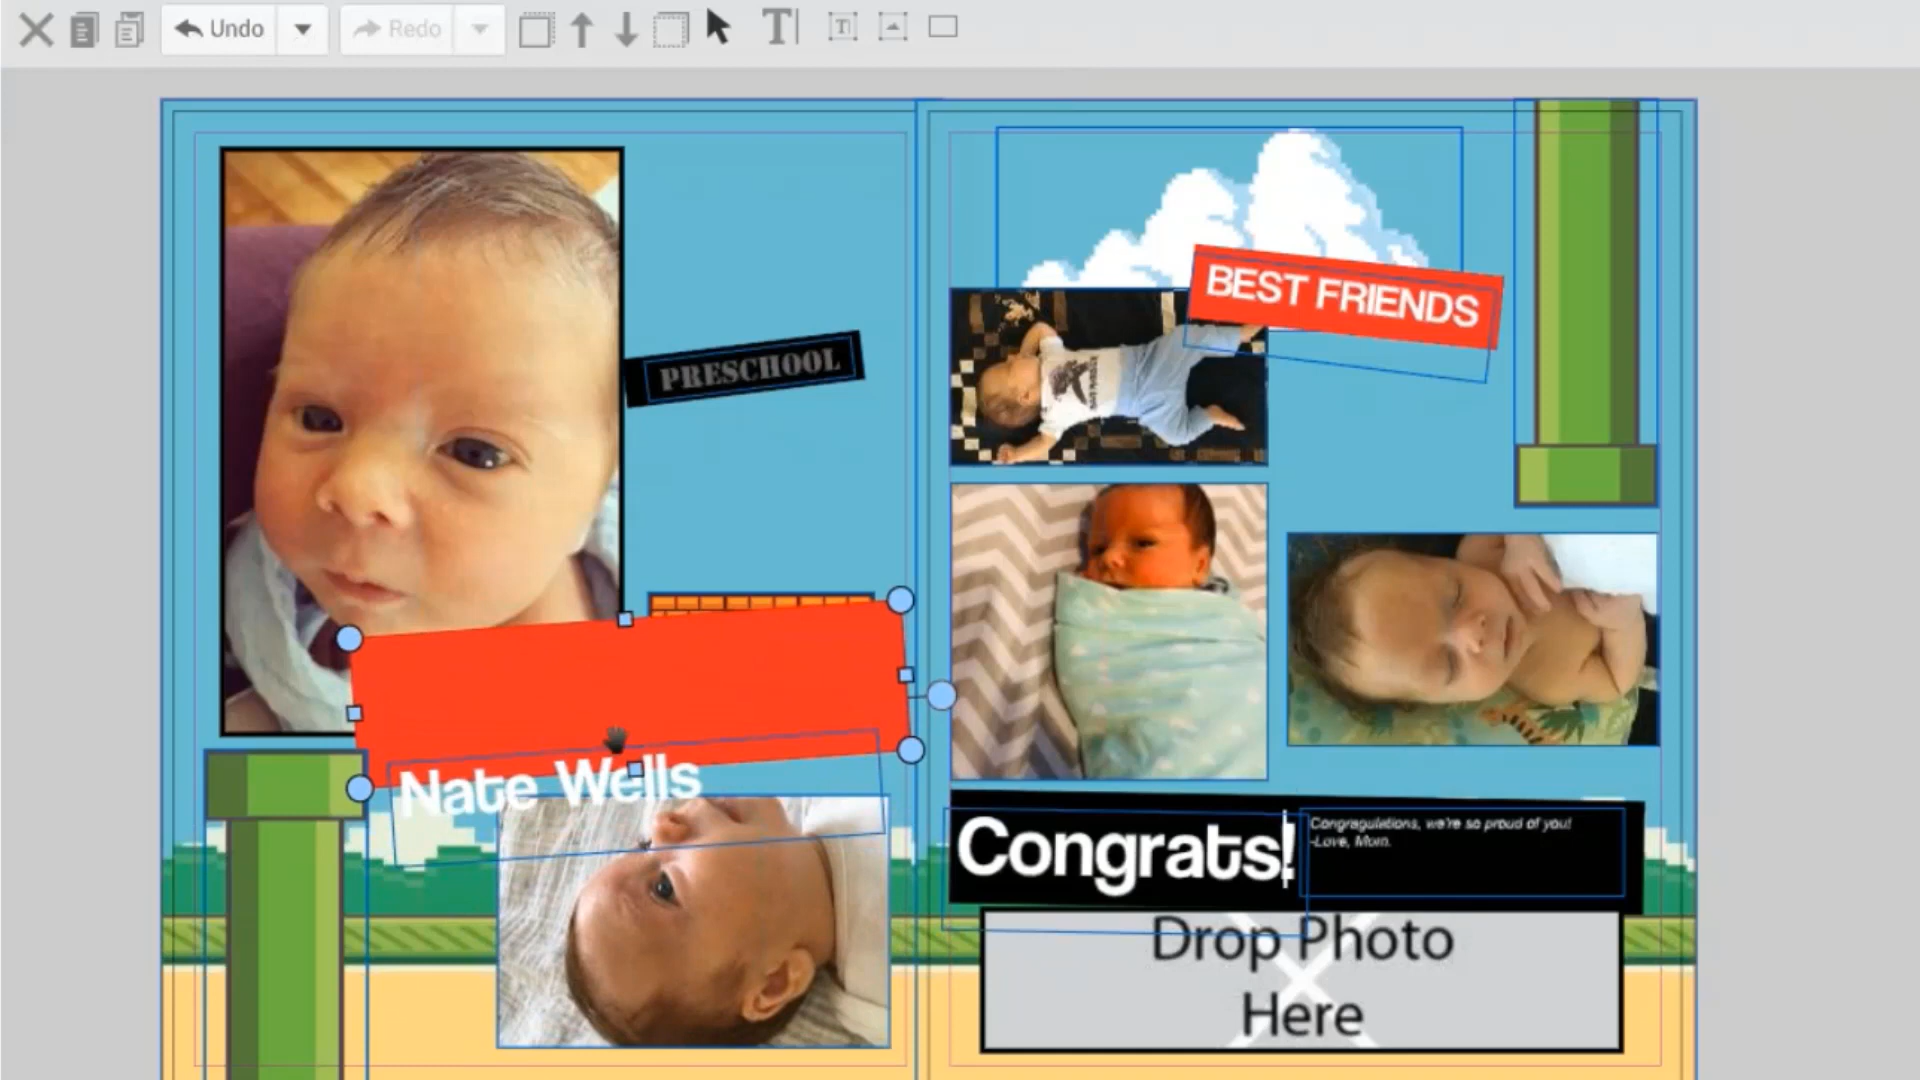 Undo
Redo
T
T
PRESCHOOL
BEST FRIENDS
Nate Wells
Congrats!
Congragulations, we're so proud of you!
-Love, Mom.
Drop Photo
Here